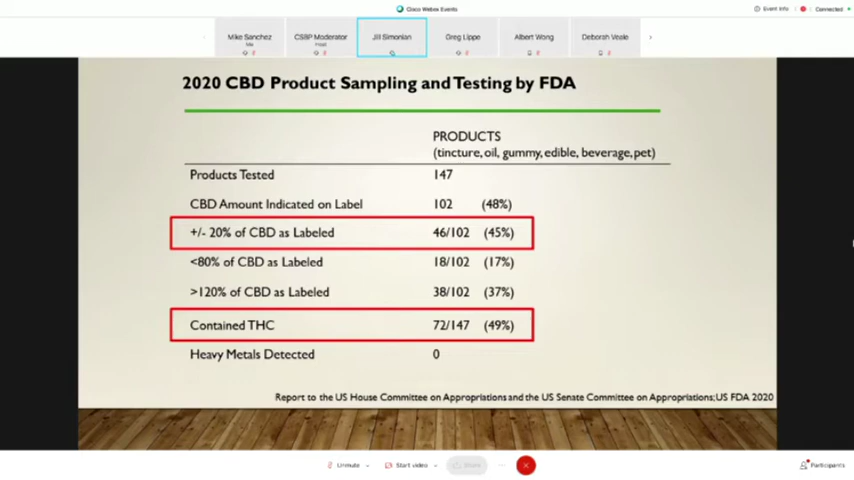 Cisco Webex Events
Event Info
Connected
Mike Sanchez
Me
CSBP Moderator
Host
Jill Simonian
Greg Lippe
Albert Wong
Deborah Veale
2020 CBD Product Sampling and Testing by FDA
PRODUCTS
(tincture, oil, gummy, edible, beverage, pet)
Products Tested 147
CBD Amount Indicated on Label 102 (48%)
+/- 20% of CBD as Labeled 46/102 (45%)
<80% of CBD as Labeled 18/102 (17%)
>120% of CBD as Labeled 38/102 (37%)
Contained THC 72/147 (49%)
Heavy Metals Detected 0
Report to the US House Committee on Appropriations and the US Senate Committee on Appropriations; US FDA 2020
Unmute
Start video
Share
Participants